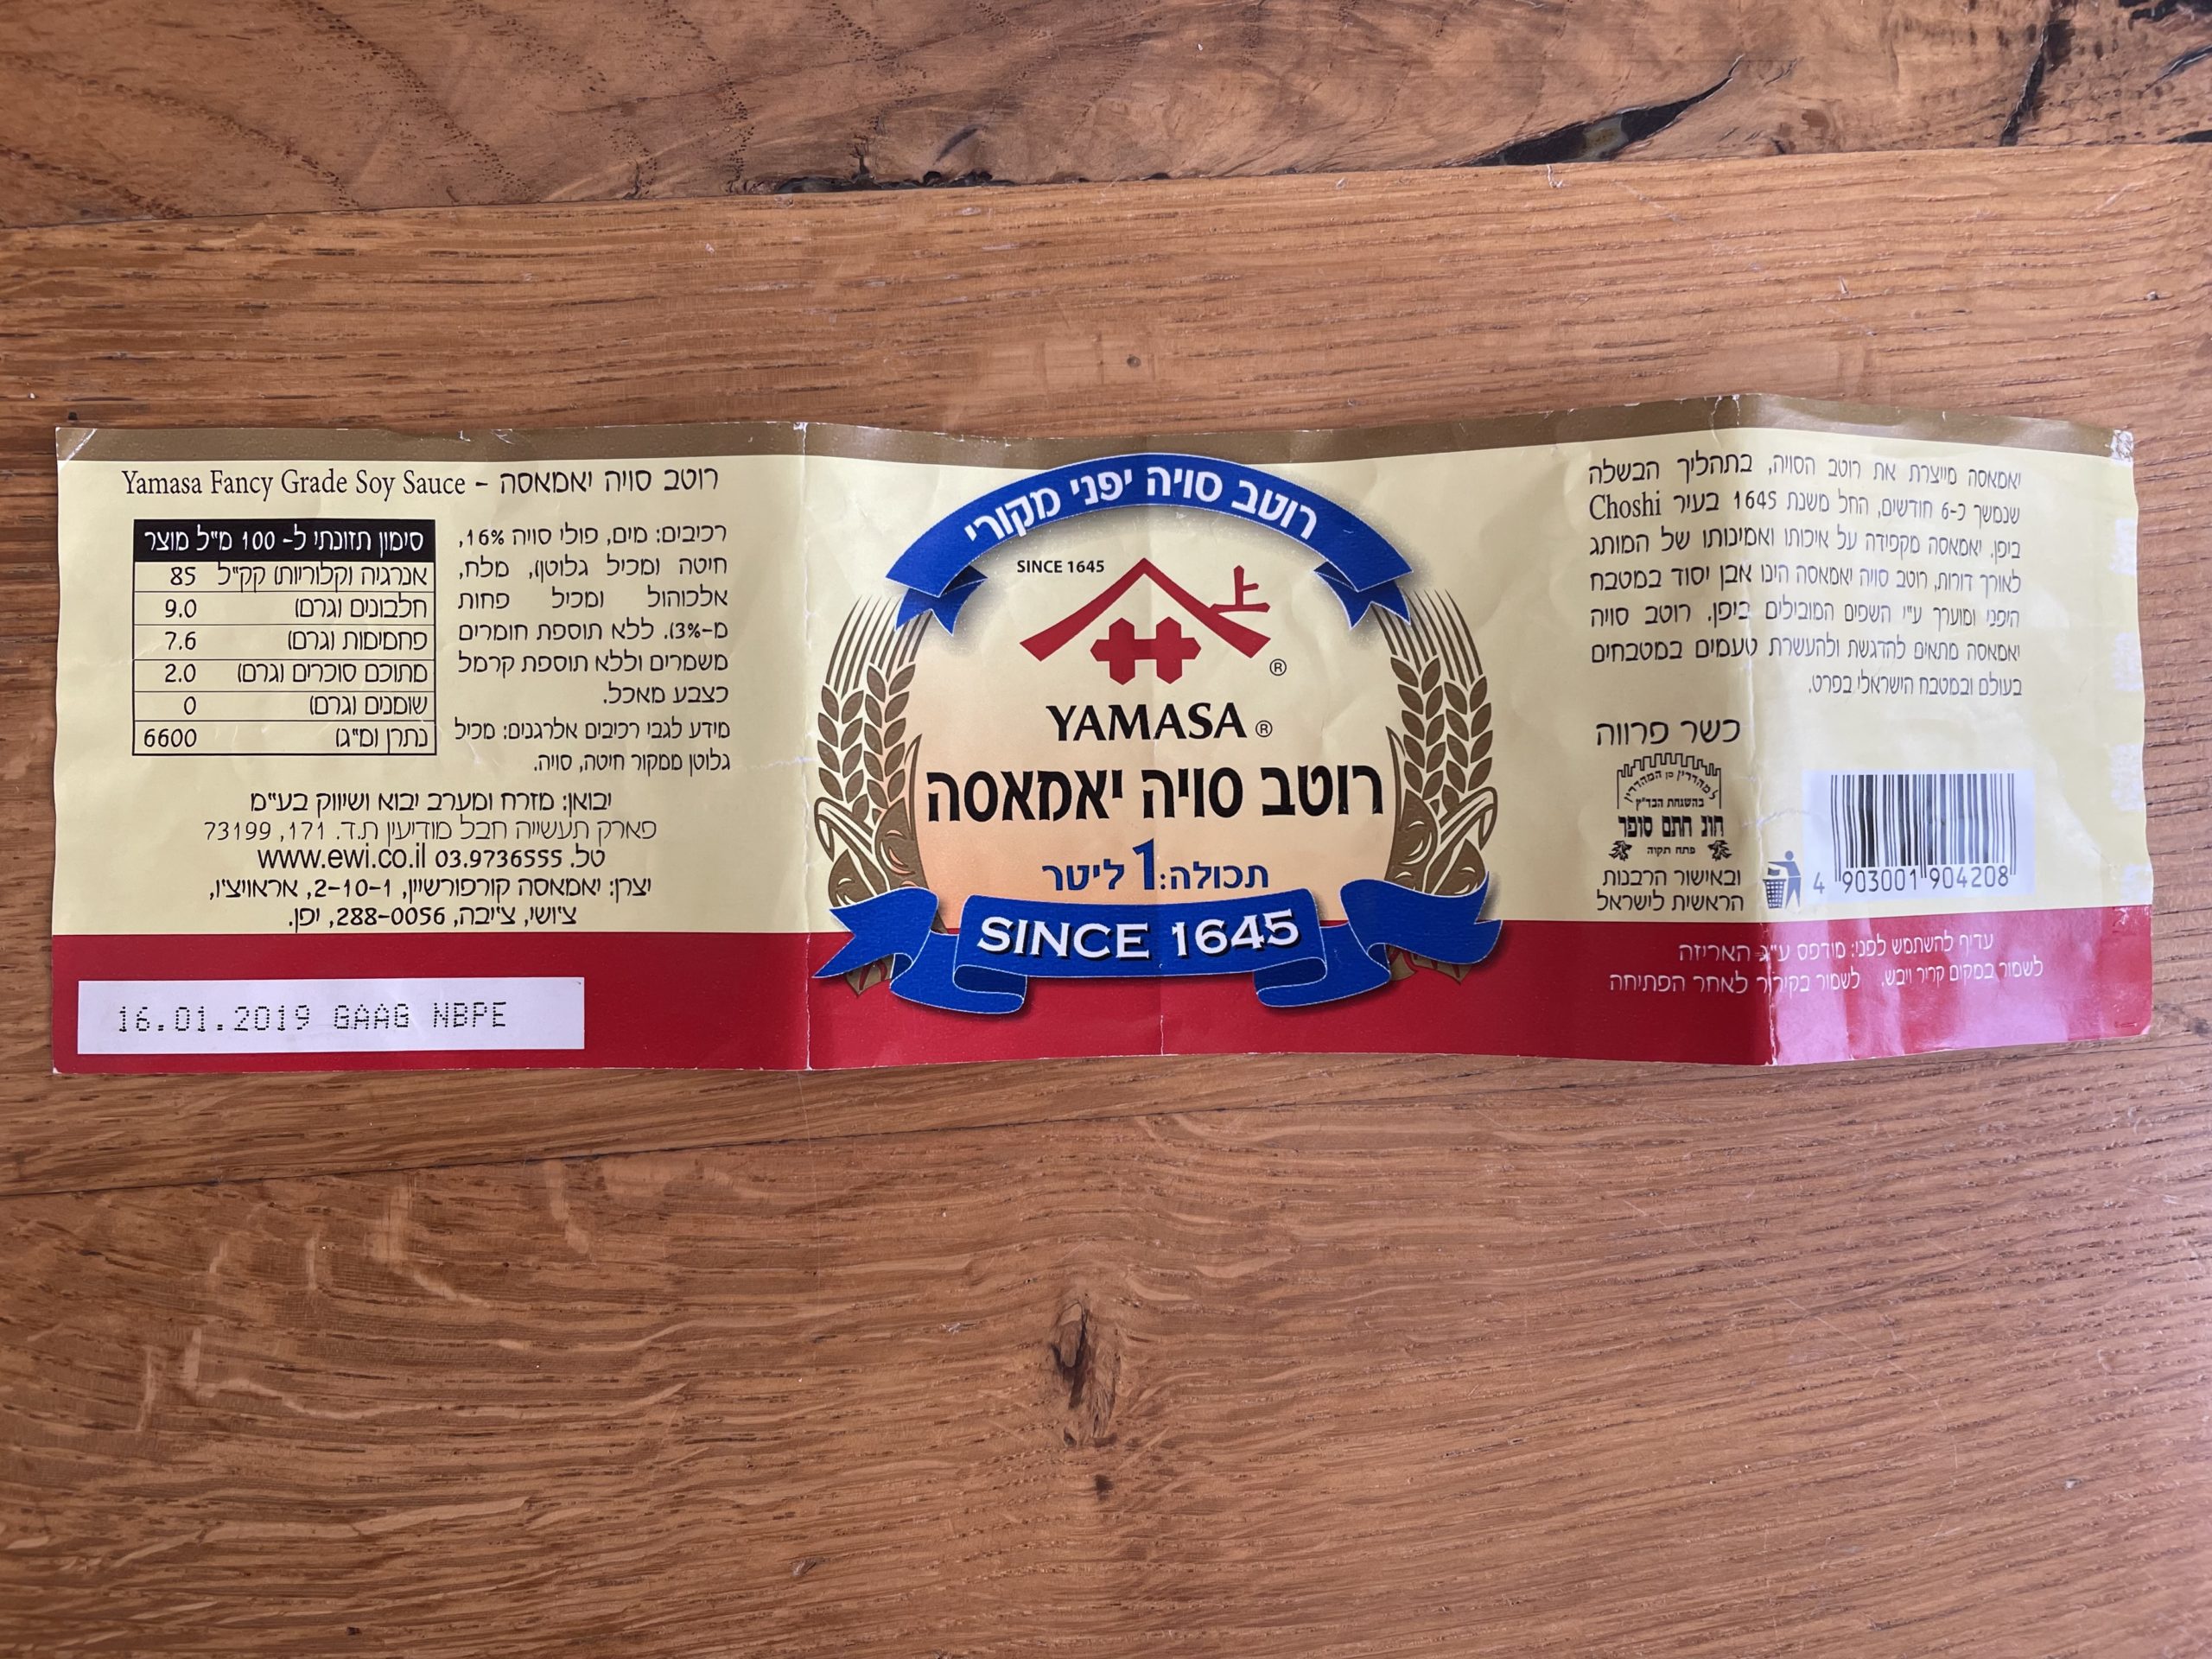 רוטב סויה יאמאסה - Yamasa Fancy Grade Soy Sauce
רכיבים: מים, פולי סויה 16%,
חיטה (מכיל גלוטן), מלח,
אלכוהול (מכיל פחות
מ-3%). ללא תוספת חומרים
משמרים וללא תוספת קרמל
כצבע מאכל.
מידע לגבי רכיבים אלרגנים: מכיל
גלוטן ממקור חיטה, סויה.
סימון תזונתי ל- 100 מ"ל מוצר
אנרגיה (קלוריות) קק"ל 85
חלבונים (גרם) 9.0
פחמימות (גרם) 7.6
מתוכם סוכרים (גרם) 2.0
שומנים (גרם) 0
נתרן (מ"ג) 6600
יבואן: מזרח ומערב יבוא ושיווק בע"מ
פארק תעשייה חבל מודיעין ת.ד. 171, 73199
טל. 03.9736555 www.ewi.co.il
יצרן: יאמאסה קורפורשיין, 2-10-1, אראויצ'ו,
צ'ושי, צ'יבה, 288-0056, יפן.
16.01.2019 GAAG NBPE
רוטב סויה יפני מקורי
SINCE 1645
上
®
YAMASA ®
רוטב סויה יאמאסה
תכולה: 1 ליטר
SINCE 1645
יאמאסה מייצרת את רוטב הסויה, בתהליך הבשלה
שנמשך כ-6 חודשים, החל משנת 1645 בעיר Choshi
ביפן. יאמאסה מקפידה על איכותו ואמינותו של המותג
לאורך דורות, רוטב סויה יאמאסה הינו אבן יסוד במטבח
היפני ומוערך ע"י השפים המובילים ביפן. רוטב סויה
יאמאסה מתאים להדגשת ולהעשרת טעמים במטבחים
בעולם ובמטבח הישראלי בפרט.
כשר פרווה
למהדרין מן המהדרין
בהשגחת הבד"ץ
חוג חתם סופר
פתח תקוה
ובאישור הרבנות
הראשית לישראל
4 903001 904208
עדיף להשתמש לפני: מודפס ע"ג האריזה
לשמור במקום קריר ויבש. לשמור בקירור לאחר הפתיחה